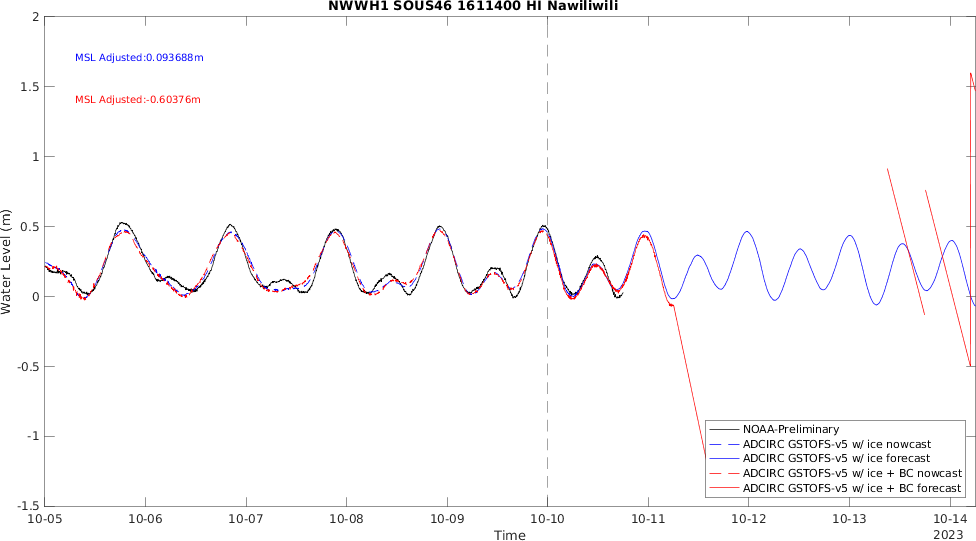 NWWH1 SOUS46 1611400 HI Nawiliwili
MSL Adjusted:0.093688m
MSL Adjusted:-0.60376m
Water Level (m)
2
1.5
1
0.5
0
-0.5
-1
-1.5
NOAA-Preliminary
ADCIRC GSTOFS-v5 w/ ice nowcast
ADCIRC GSTOFS-v5 w/ ice forecast
ADCIRC GSTOFS-v5 w/ ice + BC nowcast
ADCIRC GSTOFS-v5 w/ ice + BC forecast
10-05 10-06 10-07 10-08 10-09 10-10 10-11 10-12 10-13 10-14
Time
2023